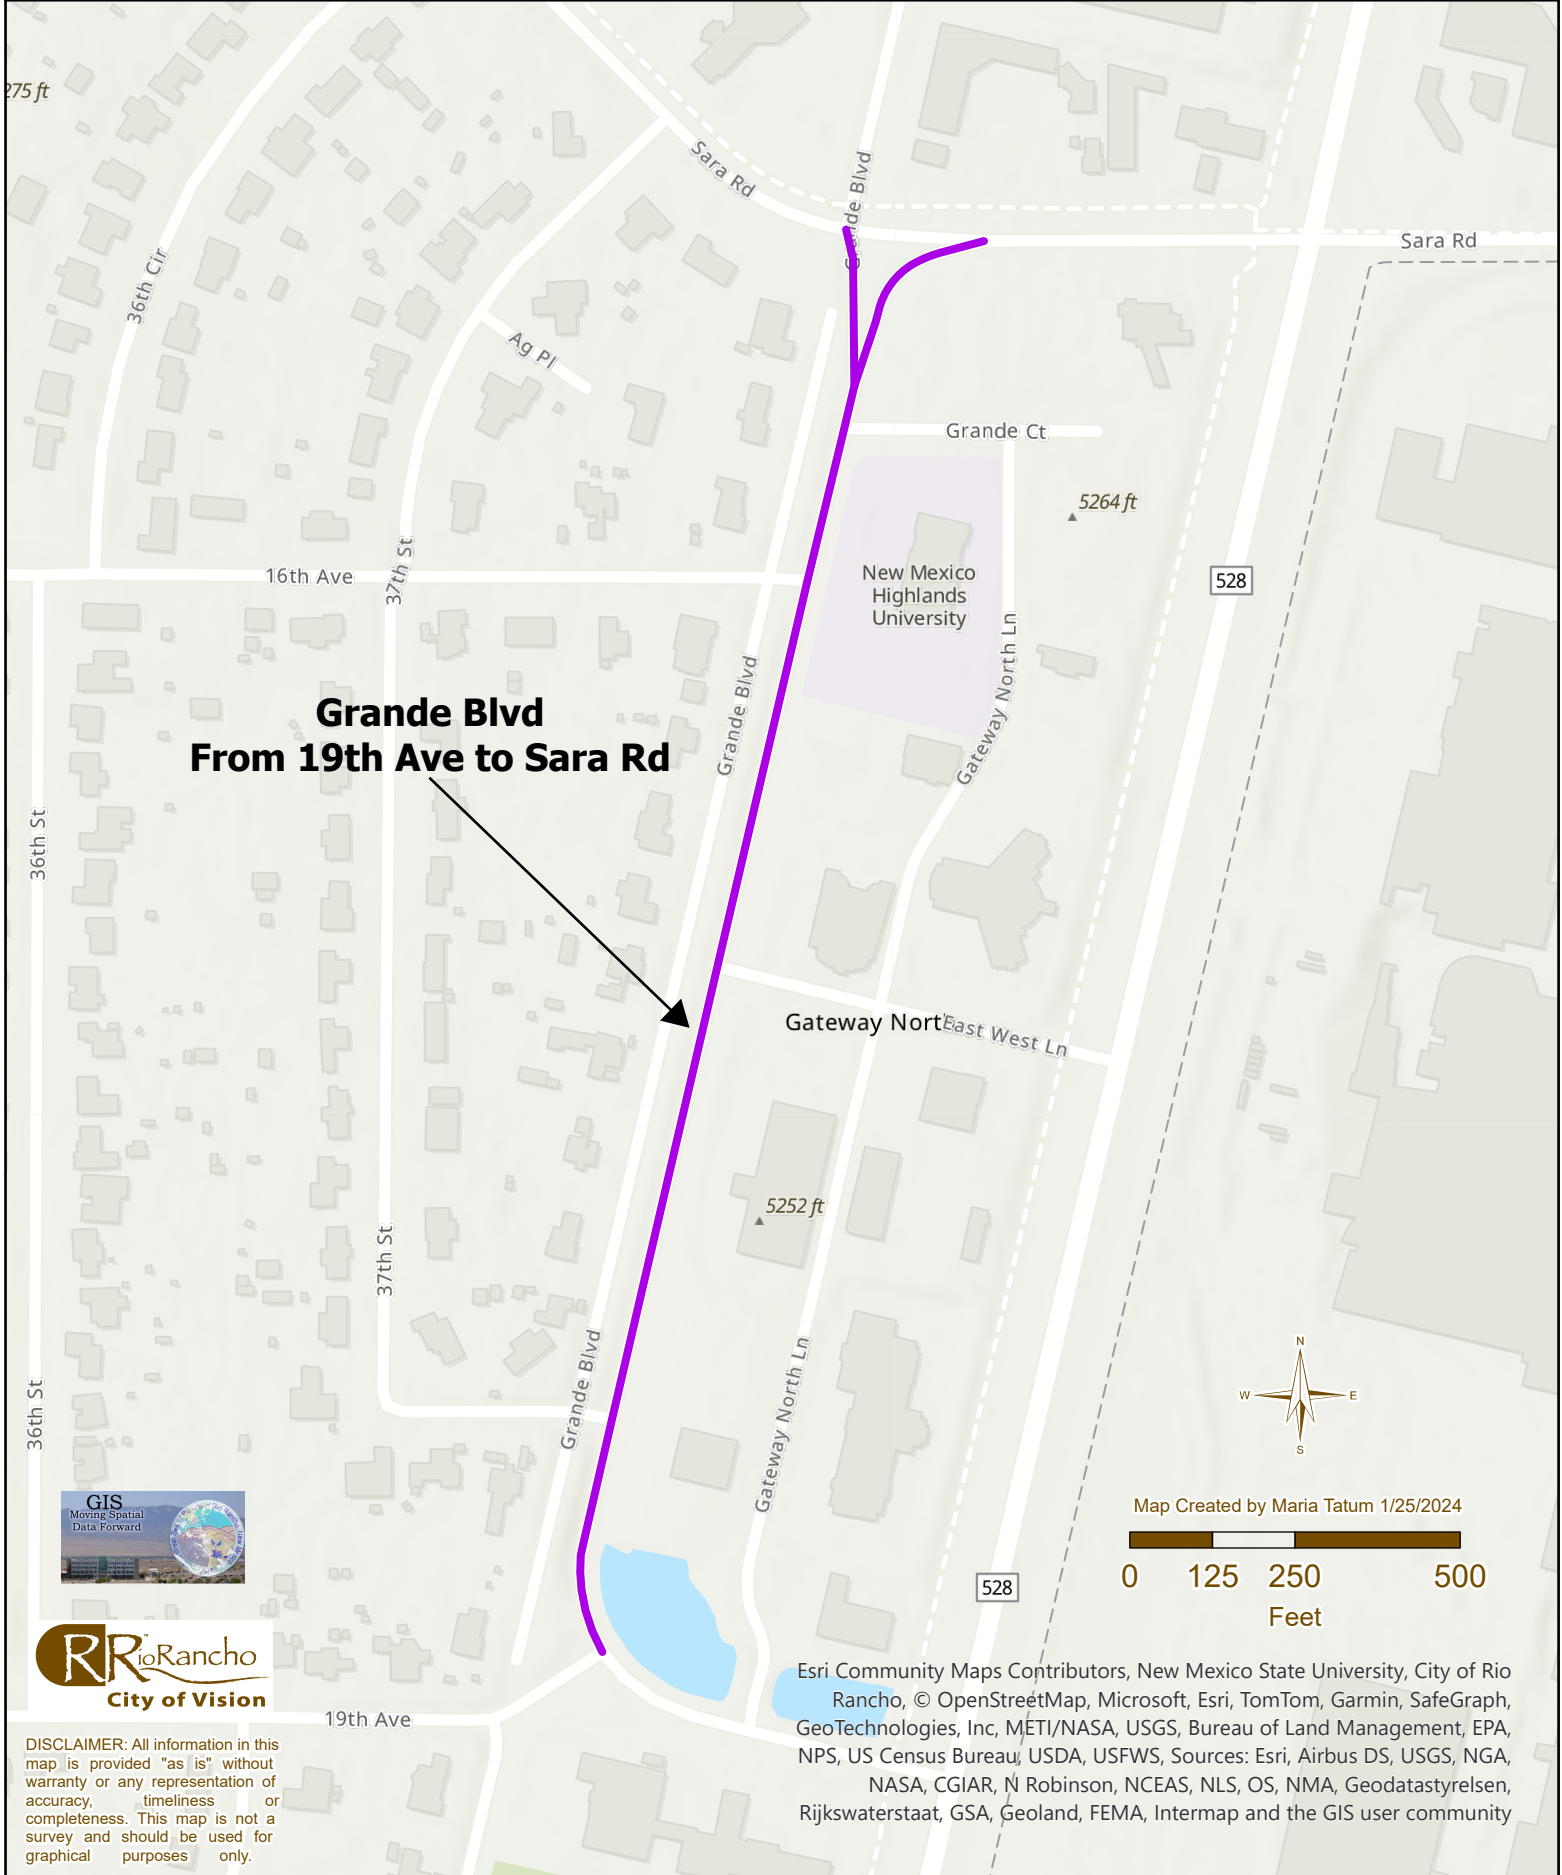 275 ft
Sara Rd
Grande Blvd
Sara Rd
36th Cir
Ag Pl
Grande Ct
5264 ft
16th Ave
37th St
New Mexico
Highlands
University
528
Gateway North Ln
Grande Blvd
Grande Blvd
From 19th Ave to Sara Rd
36th St
Gateway Nort
East West Ln
5252 ft
37th St
Grande Blvd
Gateway North Ln
36th St
N
W E
S
GIS
Moving Spatial
Data Forward
Map Created by Maria Tatum 1/25/2024
0 125 250 500
Feet
528
RRioRancho
City of Vision
19th Ave
Esri Community Maps Contributors, New Mexico State University, City of Rio
Rancho, © OpenStreetMap, Microsoft, Esri, TomTom, Garmin, SafeGraph,
GeoTechnologies, Inc, METI/NASA, USGS, Bureau of Land Management, EPA,
NPS, US Census Bureau, USDA, USFWS, Sources: Esri, Airbus DS, USGS, NGA,
NASA, CGIAR, N Robinson, NCEAS, NLS, OS, NMA, Geodatastyrelsen,
Rijkswaterstaat, GSA, Geoland, FEMA, Intermap and the GIS user community
DISCLAIMER: All information in this
map is provided "as is" without
warranty or any representation of
accuracy, timeliness or
completeness. This map is not a
survey and should be used for
graphical purposes only.